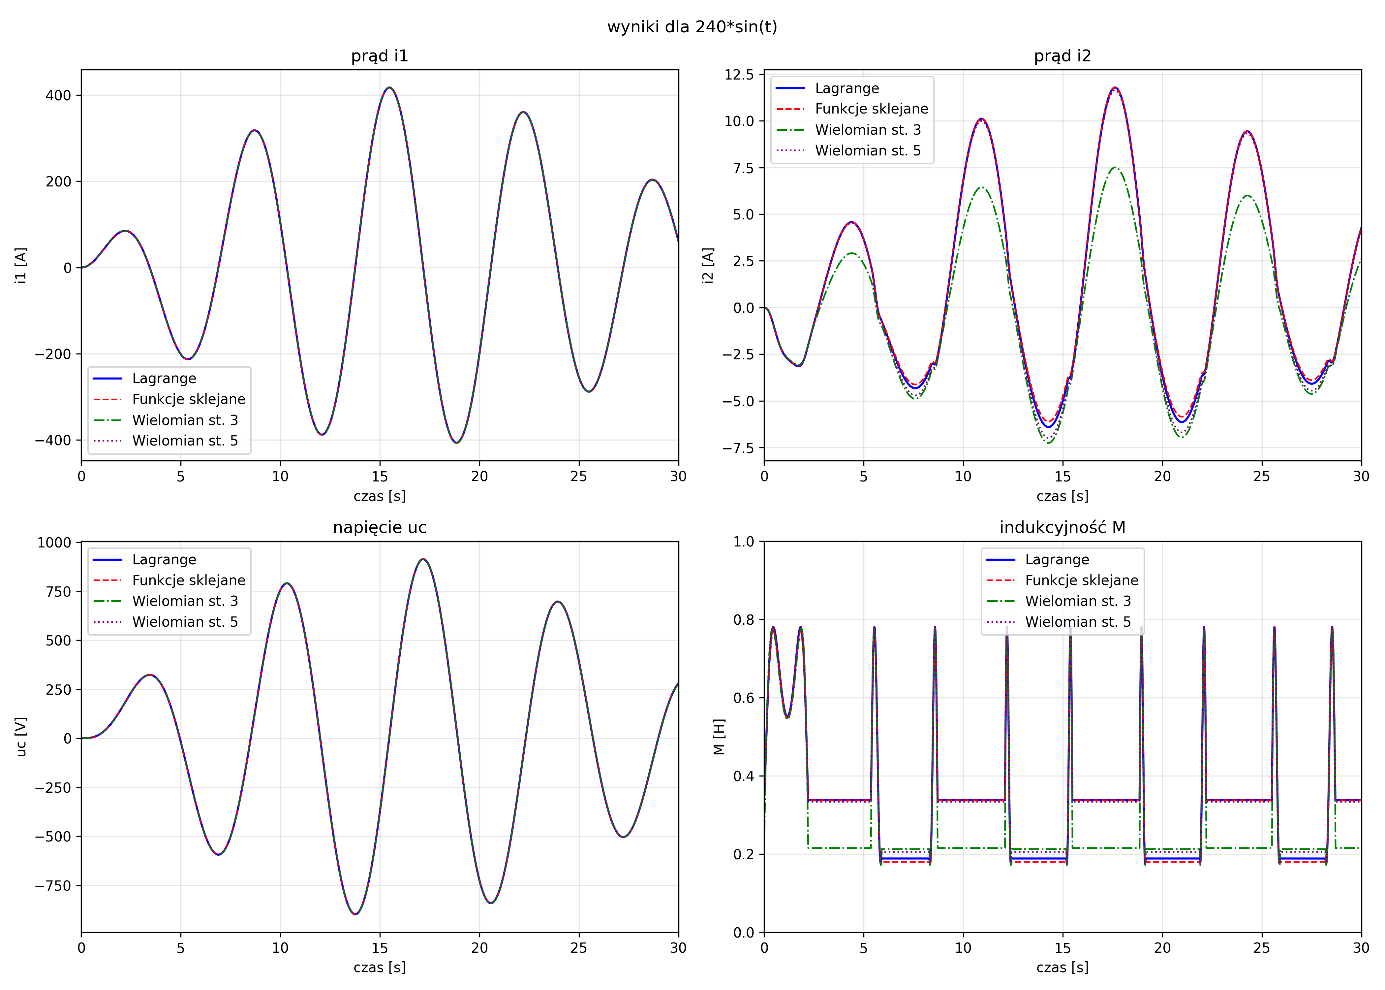 wyniki dla 240*sin(t)
prąd i1
i1 [A]
400
200
0
−200
−400
Lagrange
Funkcje sklejane
Wielomian st. 3
Wielomian st. 5
0 5 10 15 20 25 30
czas [s]
prąd i2
i2 [A]
12.5
10.0
7.5
5.0
2.5
0.0
−2.5
−5.0
−7.5
Lagrange
Funkcje sklejane
Wielomian st. 3
Wielomian st. 5
0 5 10 15 20 25 30
czas [s]
napięcie uc
uc [V]
1000
750
500
250
0
−250
−500
−750
Lagrange
Funkcje sklejane
Wielomian st. 3
Wielomian st. 5
0 5 10 15 20 25 30
czas [s]
indukcyjność M
M [H]
1.0
0.8
0.6
0.4
0.2
0.0
Lagrange
Funkcje sklejane
Wielomian st. 3
Wielomian st. 5
0 5 10 15 20 25 30
czas [s]